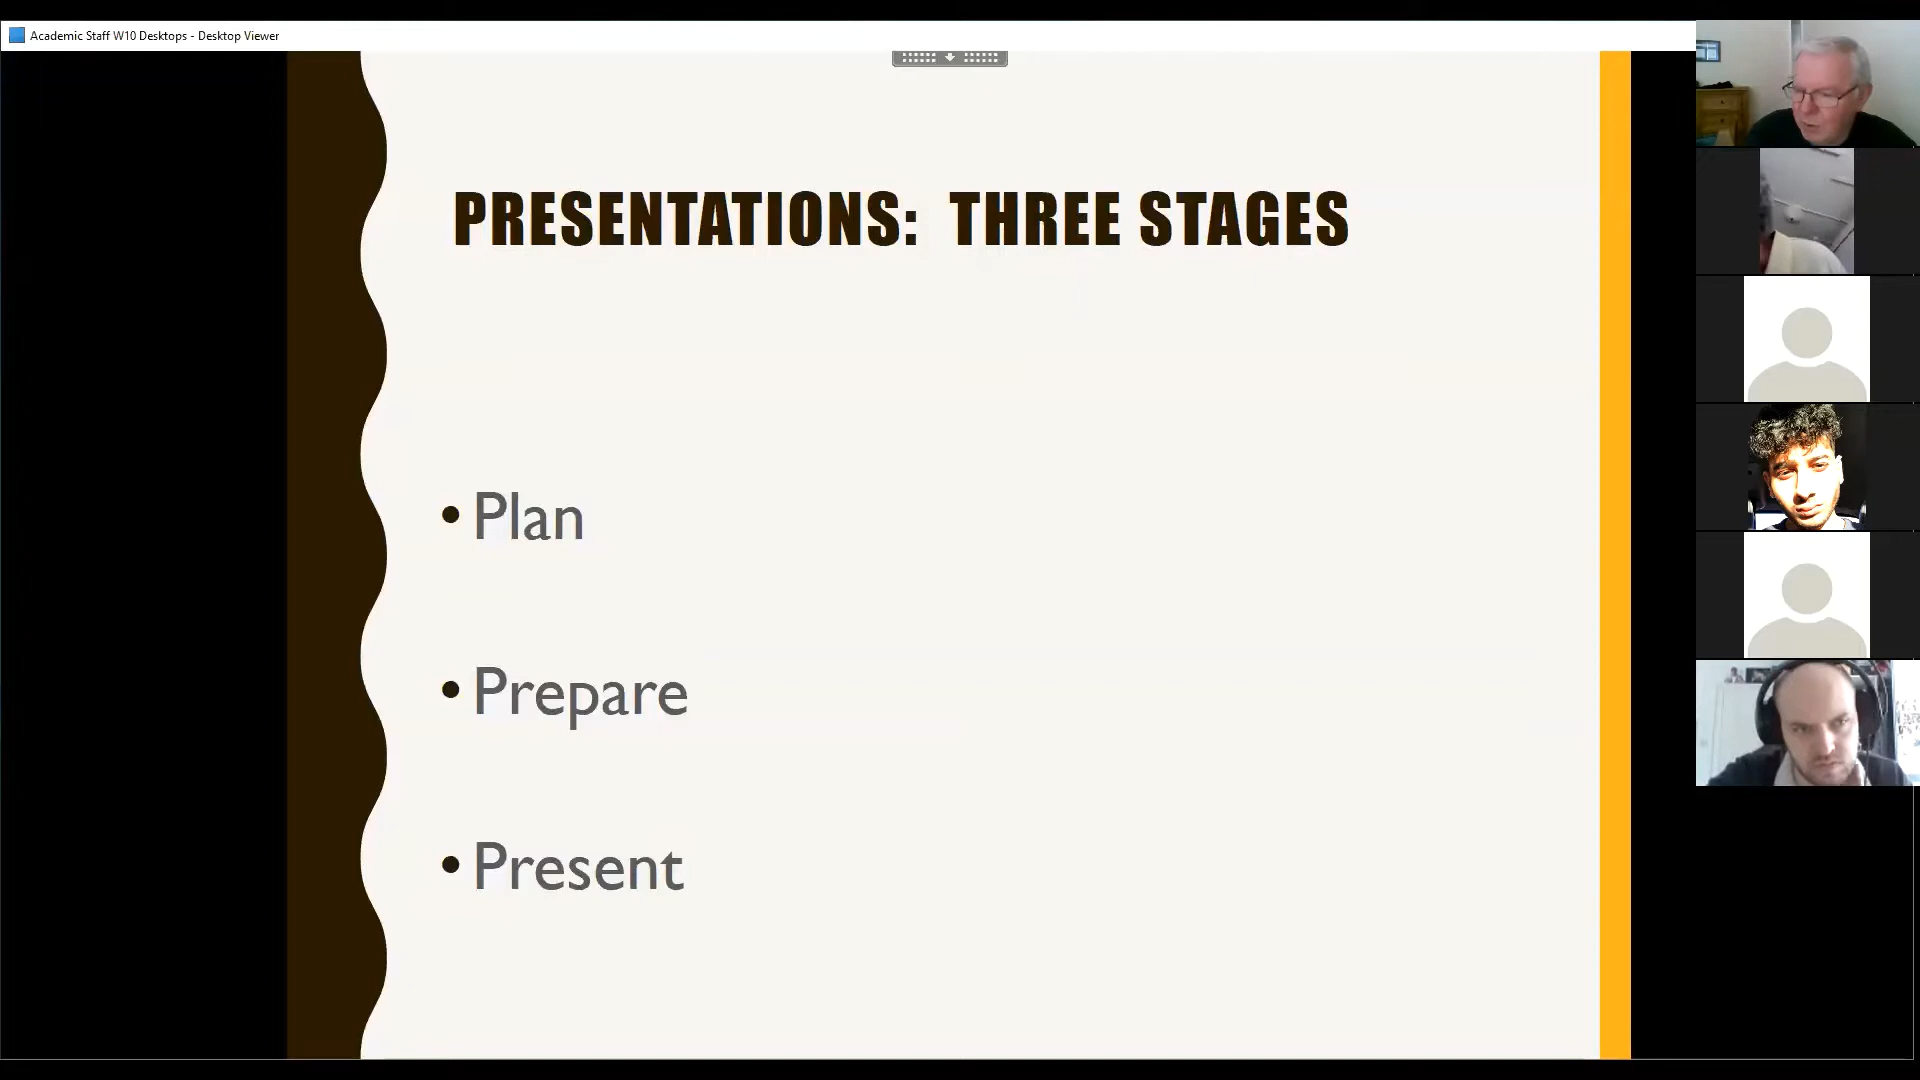 Academic Staff W10 Desktops - Desktop Viewer
PRESENTATIONS: THREE STAGES
• Plan
• Prepare
• Present